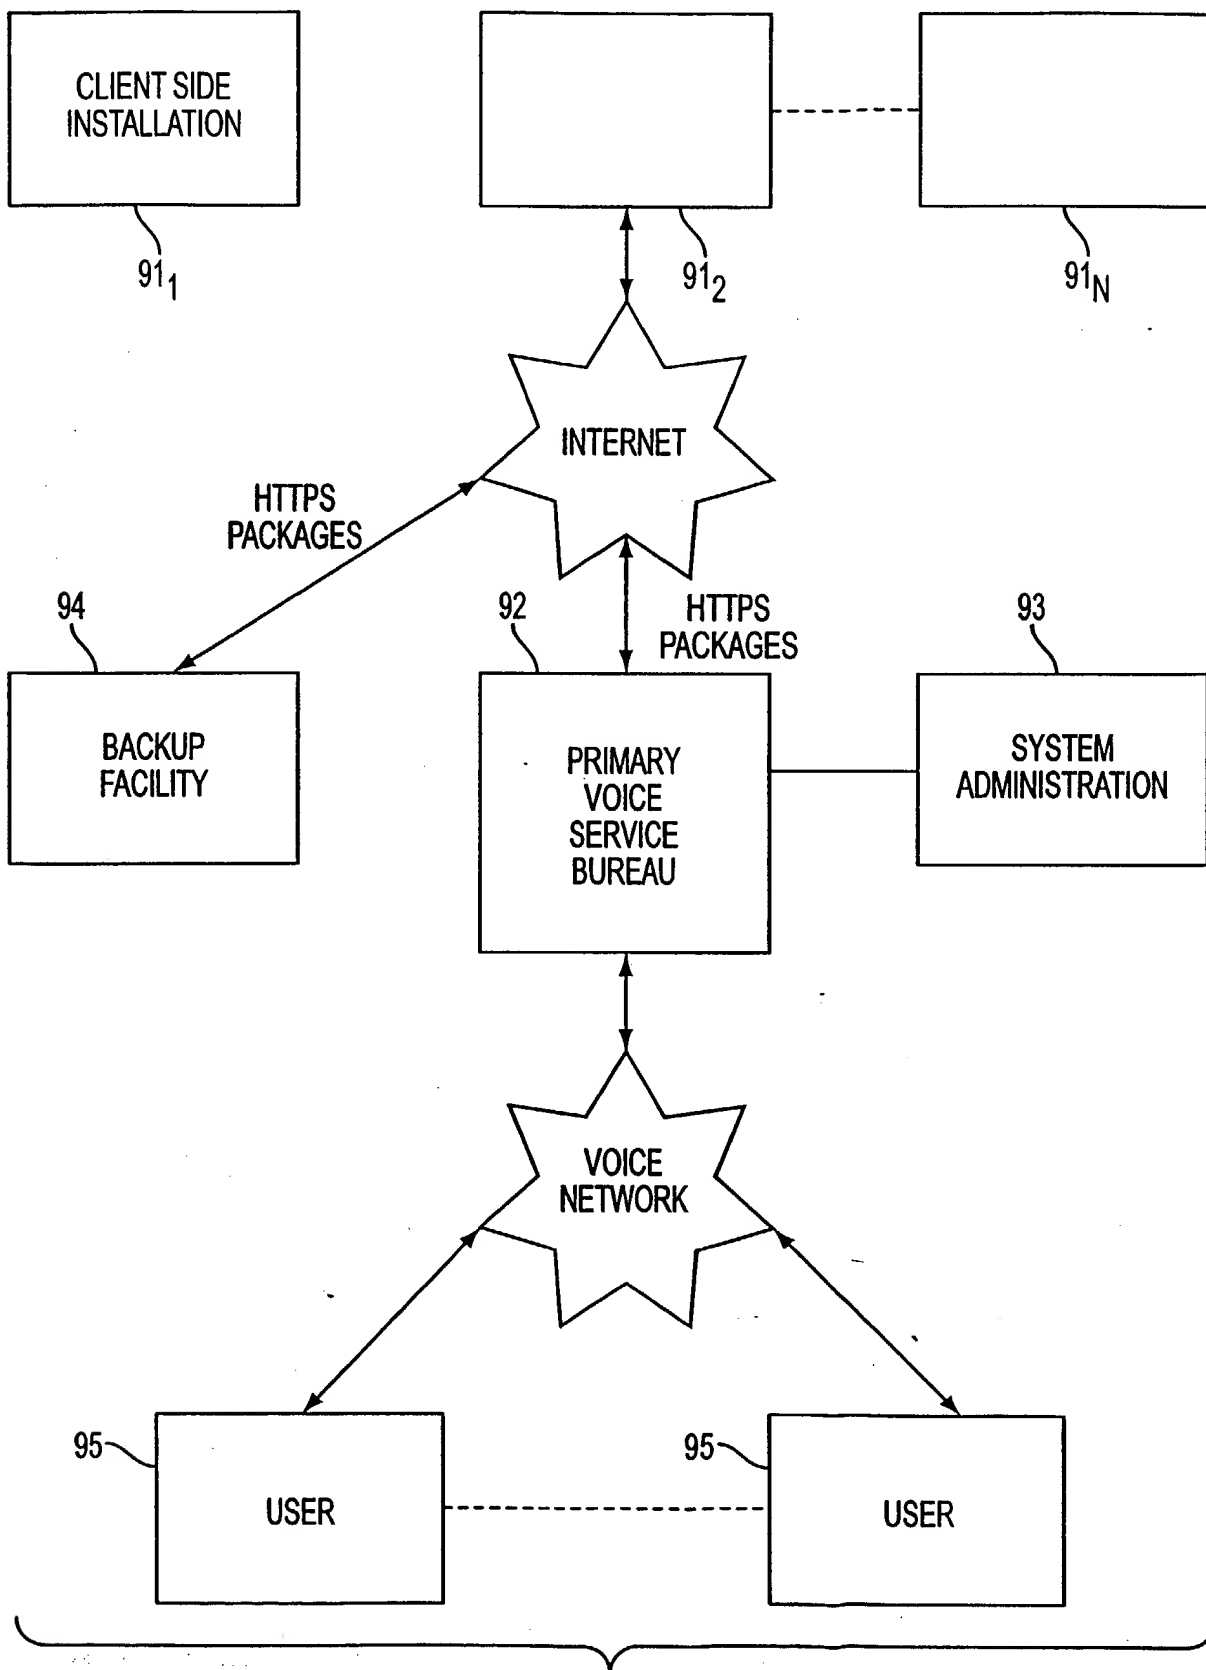 CLIENT SIDE
INSTALLATION
91₁
91₂
91N
INTERNET
HTTPS
PACKAGES
HTTPS
PACKAGES
94
92
93
BACKUP
FACILITY
PRIMARY
VOICE
SERVICE
BUREAU
SYSTEM
ADMINISTRATION
VOICE
NETWORK
95
95
USER
USER